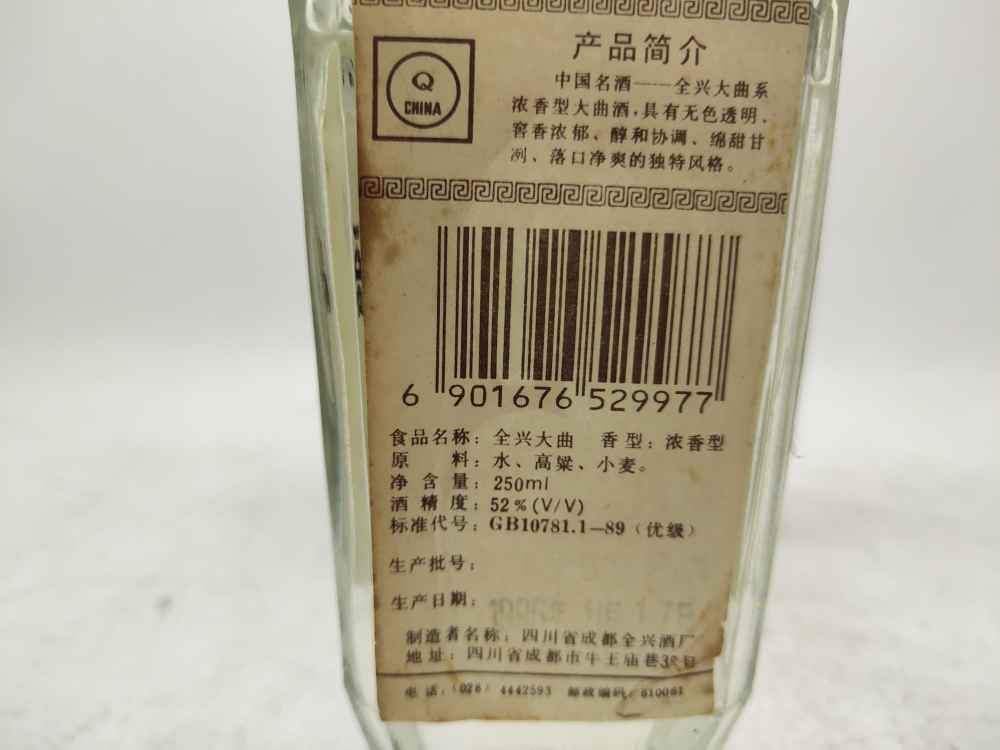 产品简介
Q
CHINA
中国名酒——全兴大曲系
浓香型大曲酒,具有无色透明、
窖香浓郁、醇和协调、绵甜甘
冽、落口净爽的独特风格。
6 901676 529977
食品名称：全兴大曲 香型：浓香型
原 料：水、高粱、小麦。
净含量：250ml
酒精度：52%(V/V)
标准代号：GB10781.1—89（优级）
生产批号：
生产日期：
制造者名称：四川省成都全兴酒厂
地址：四川省成都市牛王庙巷38号
电话：（028）4442593 邮政编码：610061